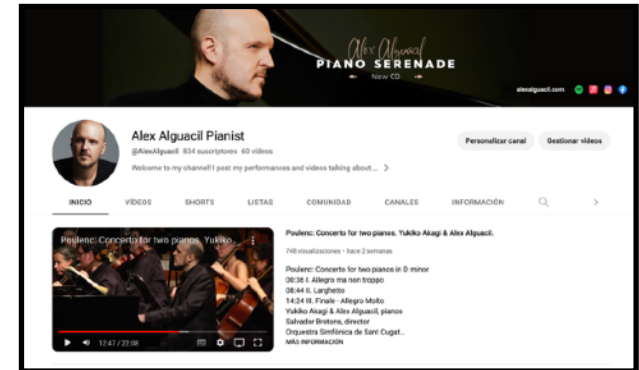 Alex Alguacil
PIANO SERENADE
New CD
alexalguacil.com
Alex Alguacil Pianist
@AlexAlguacil 834 suscriptores 60 vídeos
Welcome to my channel! I post my performances and videos talking about...
Personalizar canal
Gestionar vídeos
INICIO VÍDEOS SHORTS LISTAS COMUNIDAD CANALES INFORMACIÓN
Poulenc: Concerto for two pianos. Yukiko...
12:47 / 22:08
Poulenc: Concerto for two pianos. Yukiko Akagi & Alex Alguacil.
748 visualizaciones • hace 2 semanas
Poulenc: Concerto for two pianos in D minor
00:36 I. Allegro ma non troppo
08:44 II. Larghetto
14:24 III. Finale - Allegro Molto
Yukiko Akagi & Alex Alguacil, pianos
Salvador Brotons, director
Orquestra Simfònica de Sant Cugat...
MÁS INFORMACIÓN